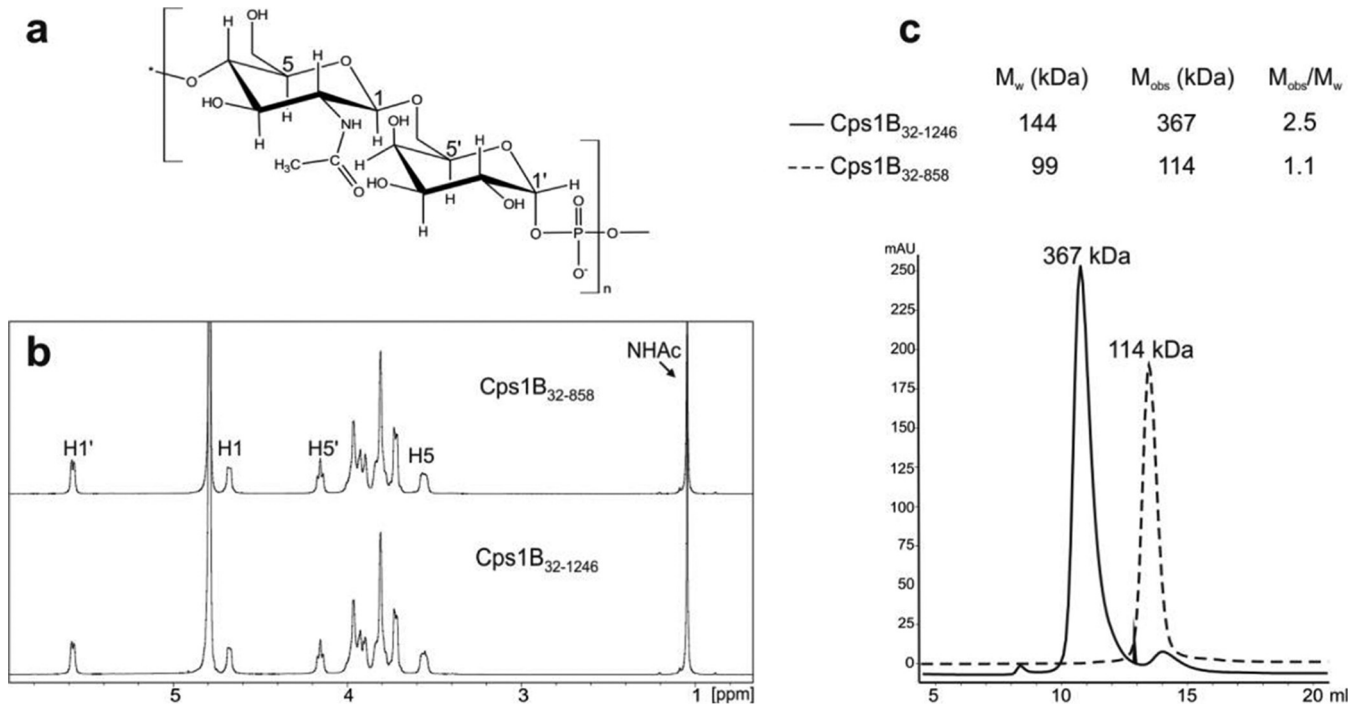 a
OH
H
5
H
O
O
HO
H
H
1
O
NH
OH
H
H
H₃C
C
O
H
5'
O
HO
H
1'
H
OH
H
O
O
P
O
O⁻
n
b
NHAc
Cps1B₃₂₋₈₅₈
H1'
H1
H5'
H5
Cps1B₃₂₋₁₂₄₆
5
4
3
1 [ppm]
c
Mw (kDa) Mobs (kDa) Mobs/Mw
Cps1B₃₂₋₁₂₄₆ 144 367 2.5
Cps1B₃₂₋₈₅₈ 99 114 1.1
mAU
367 kDa
114 kDa
250
225
200
175
150
125
100
75
50
25
0
5 10 15 20 ml